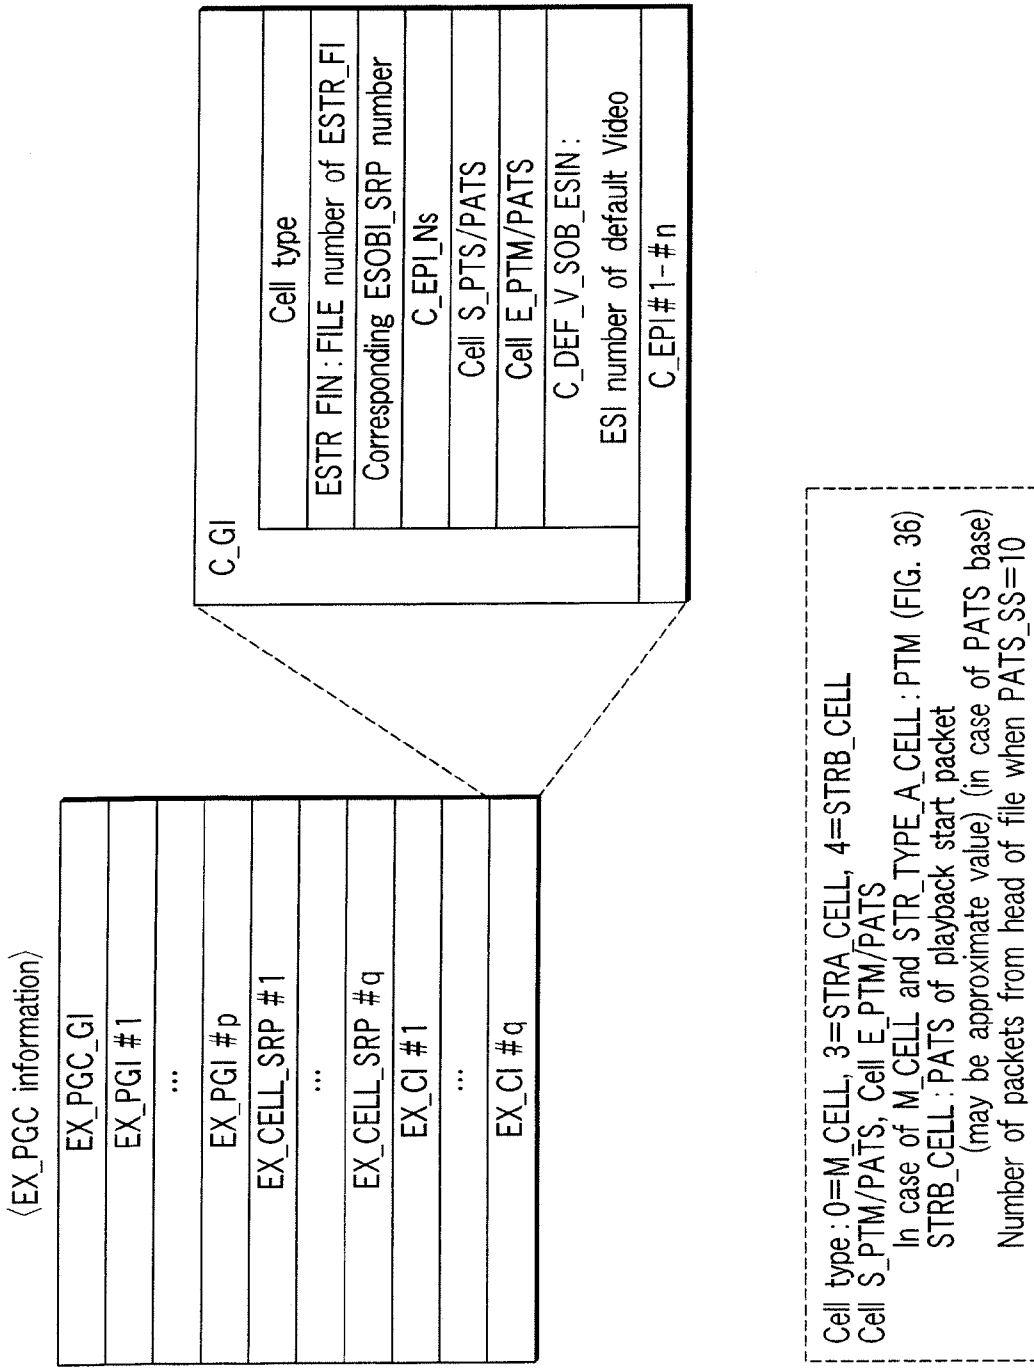 ⟨EX_PGC information⟩
EX_PGC_GI
EX_PGI #1
...
EX_PGI #p
EX_CELL_SRP #1
...
EX_CELL_SRP #q
EX_CI #1
...
EX_CI #q
C_GI
Cell type
ESTR FIN : FILE number of ESTR_FI
Corresponding ESOBI_SRP number
C_EPI_Ns
Cell S_PTS/PATS
Cell E_PTM/PATS
C_DEF_V_SOB_ESIN :
ESI number of default Video
C_EPI#1-#n
Cell type : 0=M_CELL, 3=STRA_CELL, 4=STRB_CELL
Cell S_PTM/PATS, Cell E_PTM/PATS
In case of M_CELL and STR_TYPE_A_CELL : PTM (FIG. 36)
STRB_CELL : PATS of playback start packet
(may be approximate value) (in case of PATS base)
Number of packets from head of file when PATS_SS=10